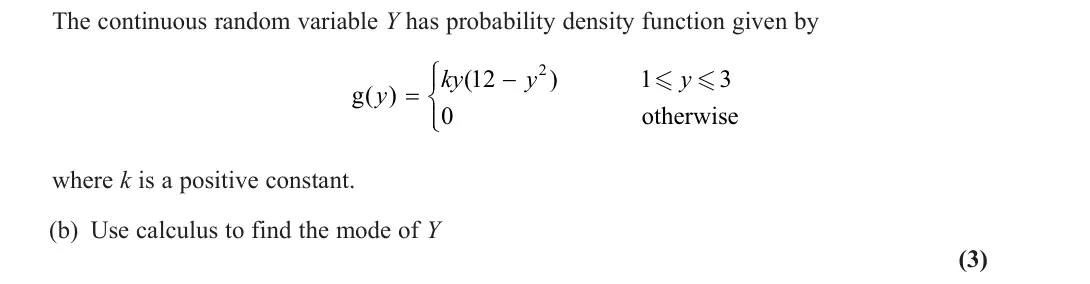 The continuous random variable Y has probability density function given by
g(y) = { ky(12 – y²)    1 ⩽ y ⩽ 3
0    otherwise
where k is a positive constant.
(b) Use calculus to find the mode of Y
(3)